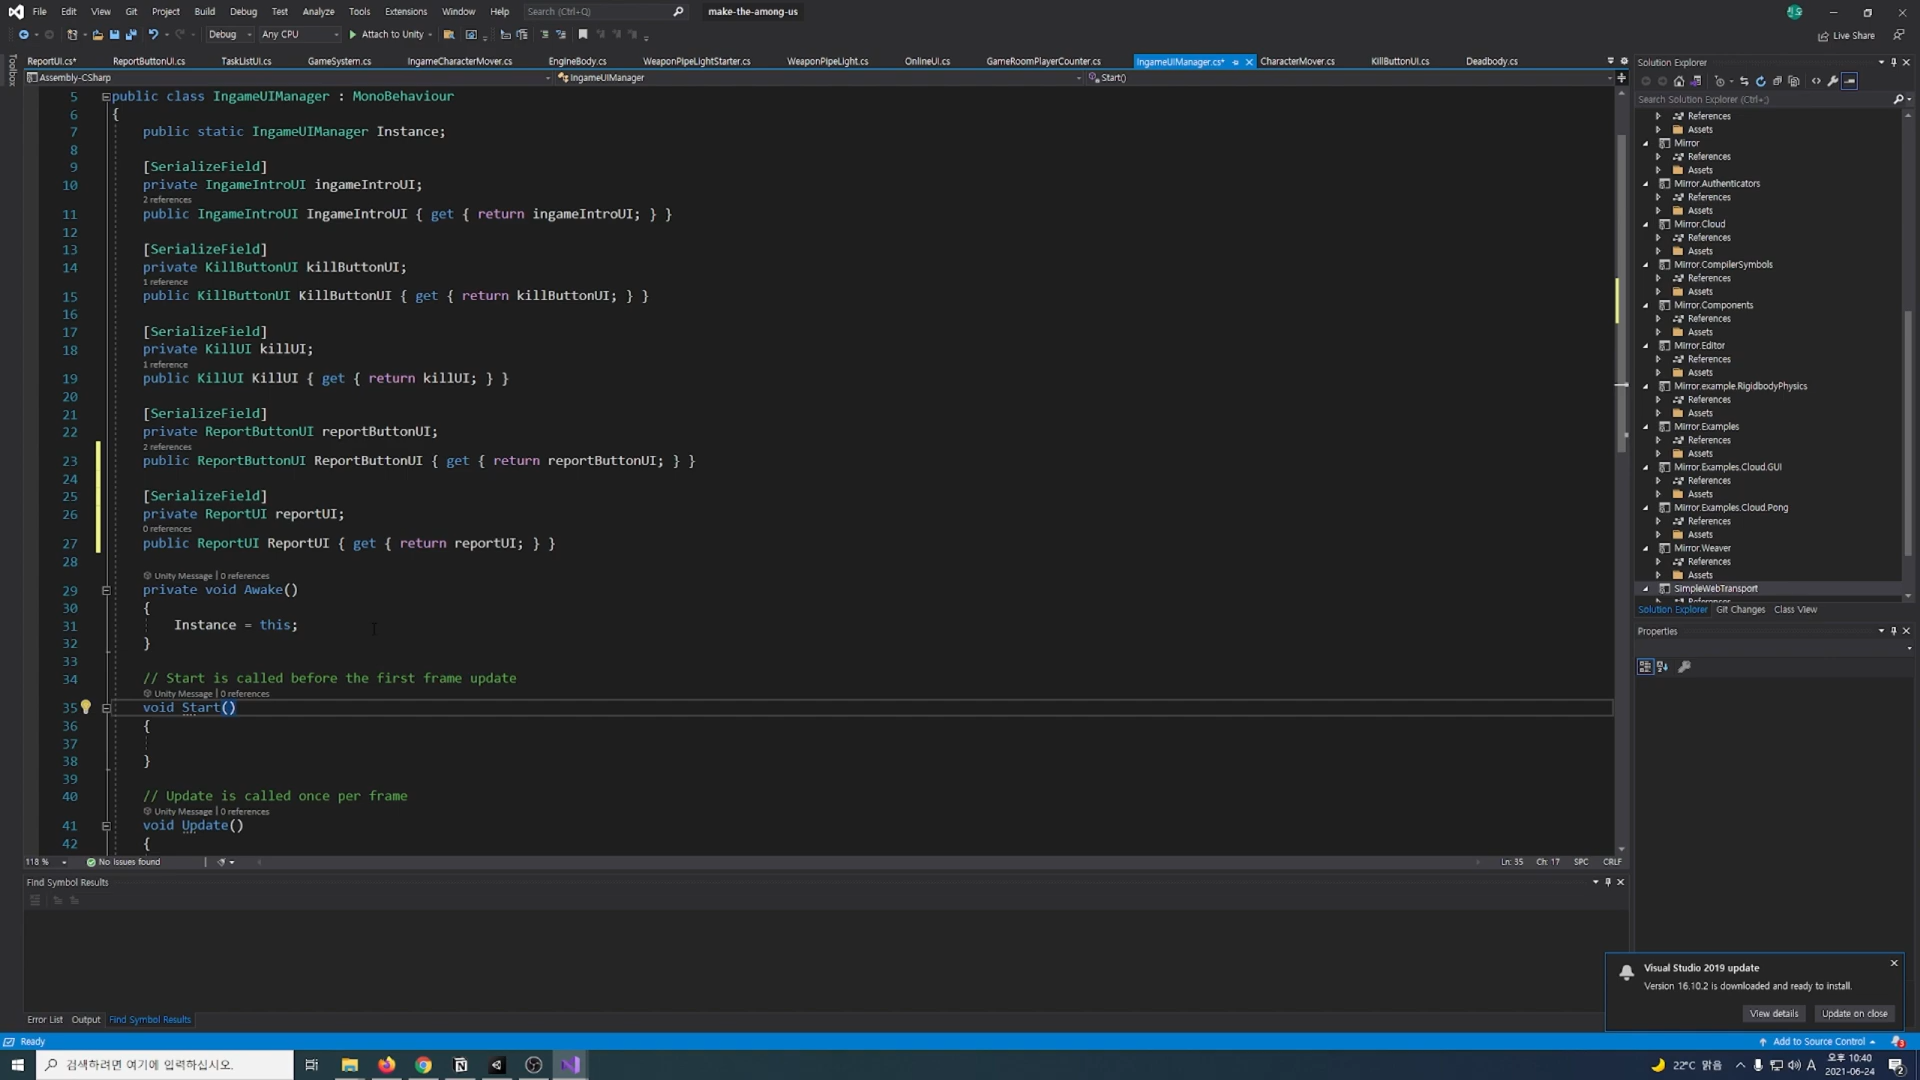 File Edit View Git Project Build Debug Test Analyze Tools Extensions Window Help Search (Ctrl+Q) make-the-among-us
Debug Any CPU Attach to Unity Live Share
ReportUI.cs* ReportButtonUI.cs TaskListUI.cs GameSystem.cs IngameCharacterMover.cs EngineBody.cs WeaponPipeLightStarter.cs WeaponPipeLight.cs OnlineUI.cs GameRoomPlayerCounter.cs IngameUIManager.cs* CharacterMover.cs KillButtonUI.cs Deadbody.cs
Toolbox
Assembly-CSharp IngameUIManager Start()
5 public class IngameUIManager : MonoBehaviour
6 {
7 public static IngameUIManager Instance;
8
9 [SerializeField]
10 private IngameIntroUI ingameIntroUI;
2 references
11 public IngameIntroUI IngameIntroUI { get { return ingameIntroUI; } }
12
13 [SerializeField]
14 private KillButtonUI killButtonUI;
1 reference
15 public KillButtonUI KillButtonUI { get { return killButtonUI; } }
16
17 [SerializeField]
18 private KillUI killUI;
1 reference
19 public KillUI KillUI { get { return killUI; } }
20
21 [SerializeField]
22 private ReportButtonUI reportButtonUI;
2 references
23 public ReportButtonUI ReportButtonUI { get { return reportButtonUI; } }
24
25 [SerializeField]
26 private ReportUI reportUI;
0 references
27 public ReportUI ReportUI { get { return reportUI; } }
28
Unity Message | 0 references
29 private void Awake()
30 {
31 Instance = this;
32 }
33
34 // Start is called before the first frame update
Unity Message | 0 references
35 void Start()
36 {
37
38 }
39
40 // Update is called once per frame
Unity Message | 0 references
41 void Update()
42 {
118 % No issues found Ln: 35 Ch: 17 SPC CRLF
Find Symbol Results
Error List Output Find Symbol Results
Solution Explorer
Search Solution Explorer (Ctrl+;)
References
Assets
Mirror
References
Assets
Mirror.Authenticators
References
Assets
Mirror.Cloud
References
Assets
Mirror.CompilerSymbols
References
Assets
Mirror.Components
References
Assets
Mirror.Editor
References
Assets
Mirror.example.RigidbodyPhysics
References
Assets
Mirror.Examples
References
Assets
Mirror.Examples.Cloud.GUI
References
Assets
Mirror.Examples.Cloud.Pong
References
Assets
Mirror.Weaver
References
Assets
SimpleWebTransport
References
Solution Explorer Git Changes Class View
Properties
Visual Studio 2019 update
Version 16.10.2 is downloaded and ready to install.
View details Update on close
Ready Add to Source Control
검색하려면 여기에 입력하십시오.
22°C 맑음 A 오후 10:40
2021-06-24